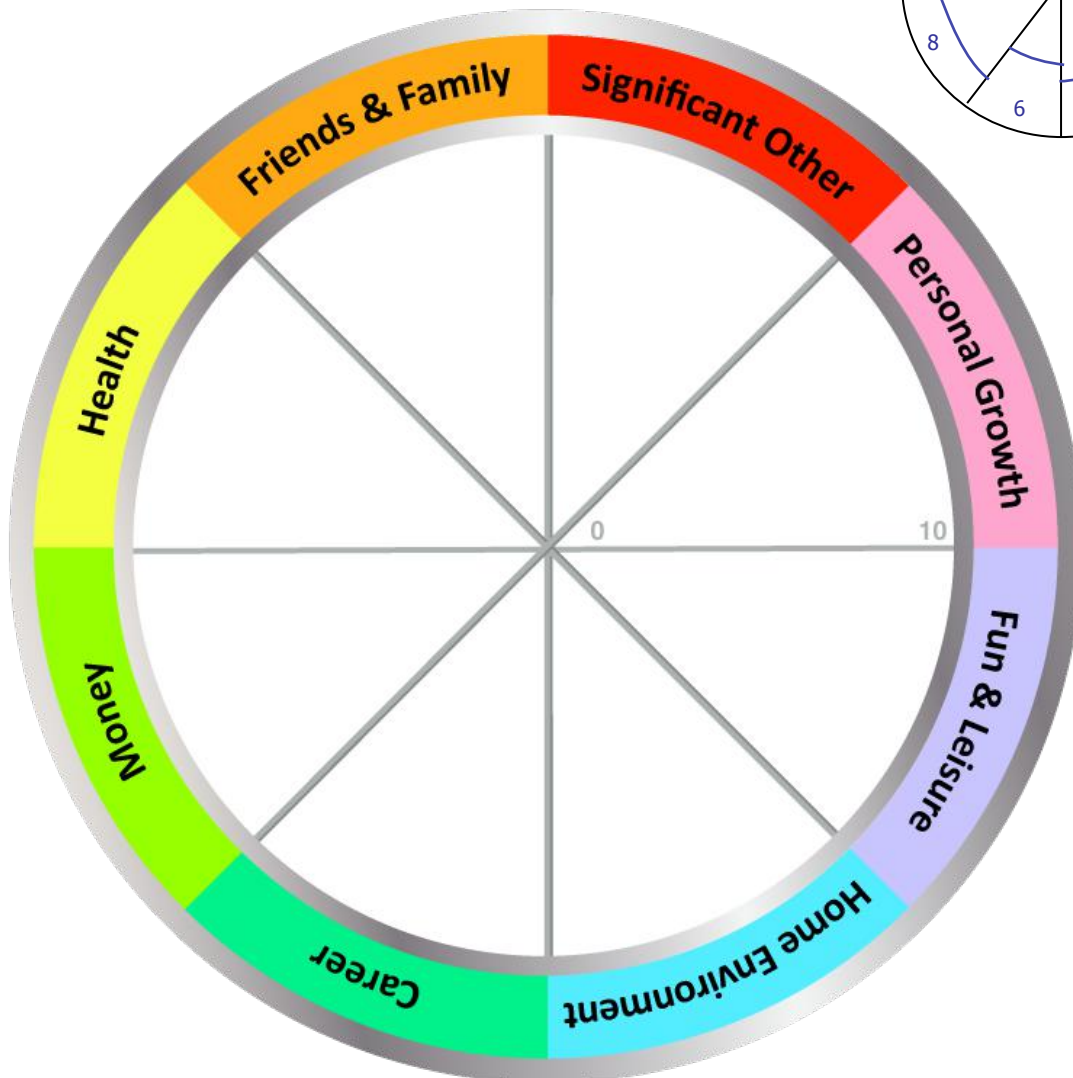 Friends & Family
Significant Other
Personal Growth
Fun & Leisure
Home Environment
Career
Money
Health
0
10
8
6